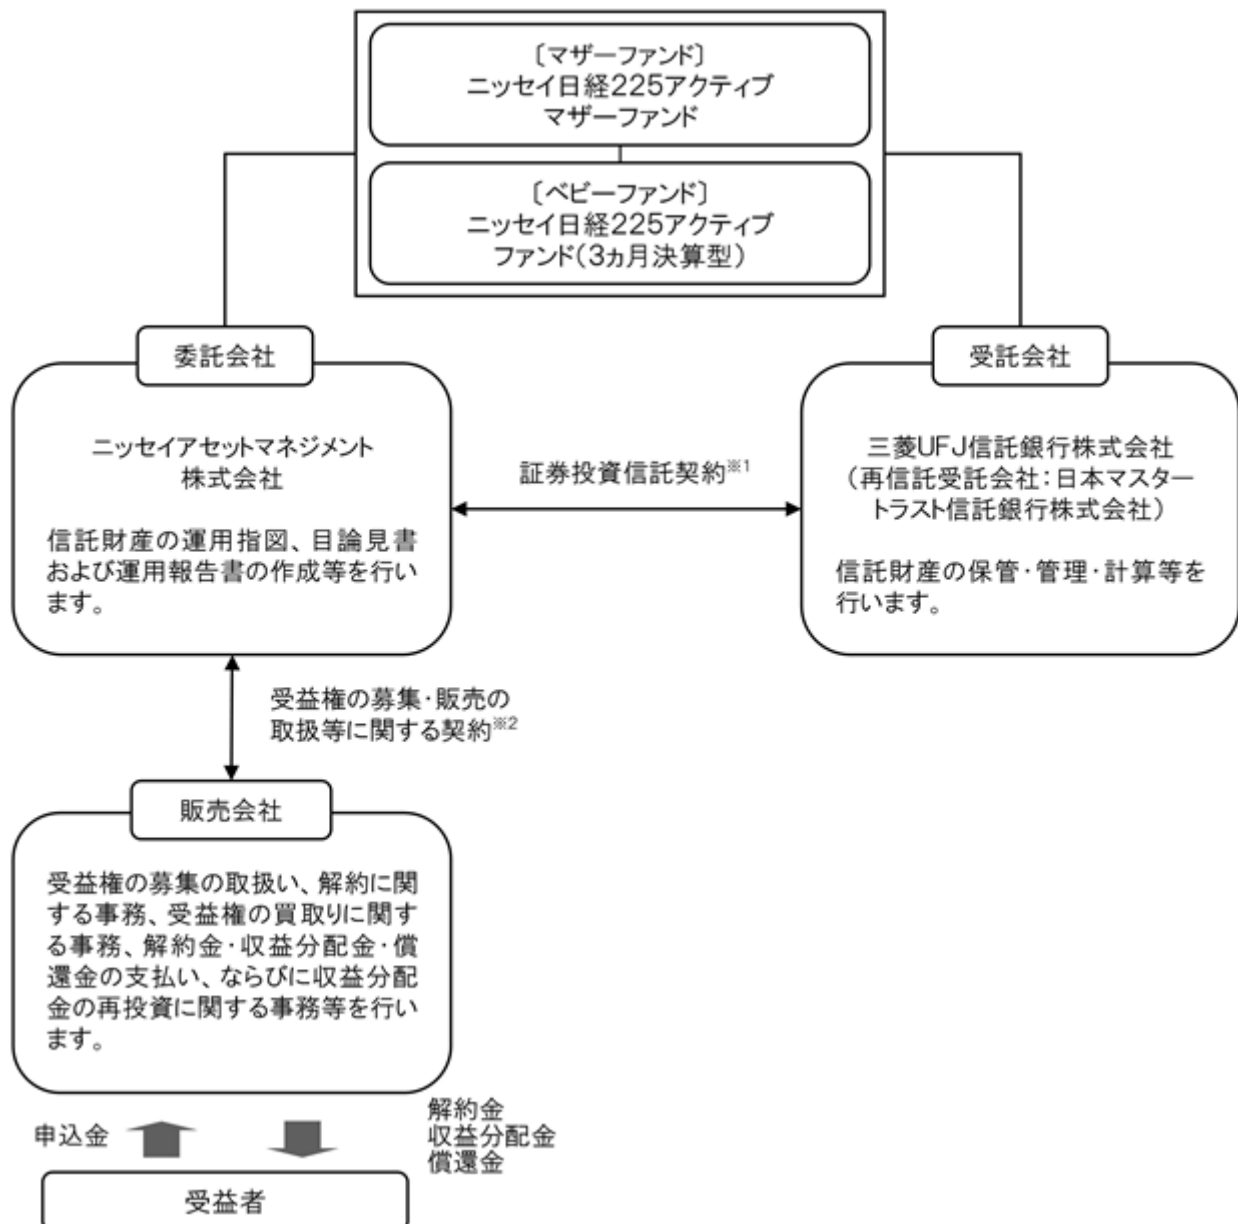 〔マザーファンド〕
ニッセイ日経225アクティブ
マザーファンド
〔ベビーファンド〕
ニッセイ日経225アクティブ
ファンド(3ヵ月決算型)
委託会社
ニッセイアセットマネジメント
株式会社
信託財産の運用指図、目論見書
および運用報告書の作成等を行い
ます。
証券投資信託契約※1
受託会社
三菱UFJ信託銀行株式会社
(再信託受託会社:日本マスター
トラスト信託銀行株式会社)
信託財産の保管・管理・計算等を
行います。
受益権の募集・販売の
取扱等に関する契約※2
販売会社
受益権の募集の取扱い、解約に関
する事務、受益権の買取りに関す
る事務、解約金・収益分配金・償
還金の支払い、ならびに収益分配
金の再投資に関する事務等を行い
ます。
申込金
解約金
収益分配金
償還金
受益者